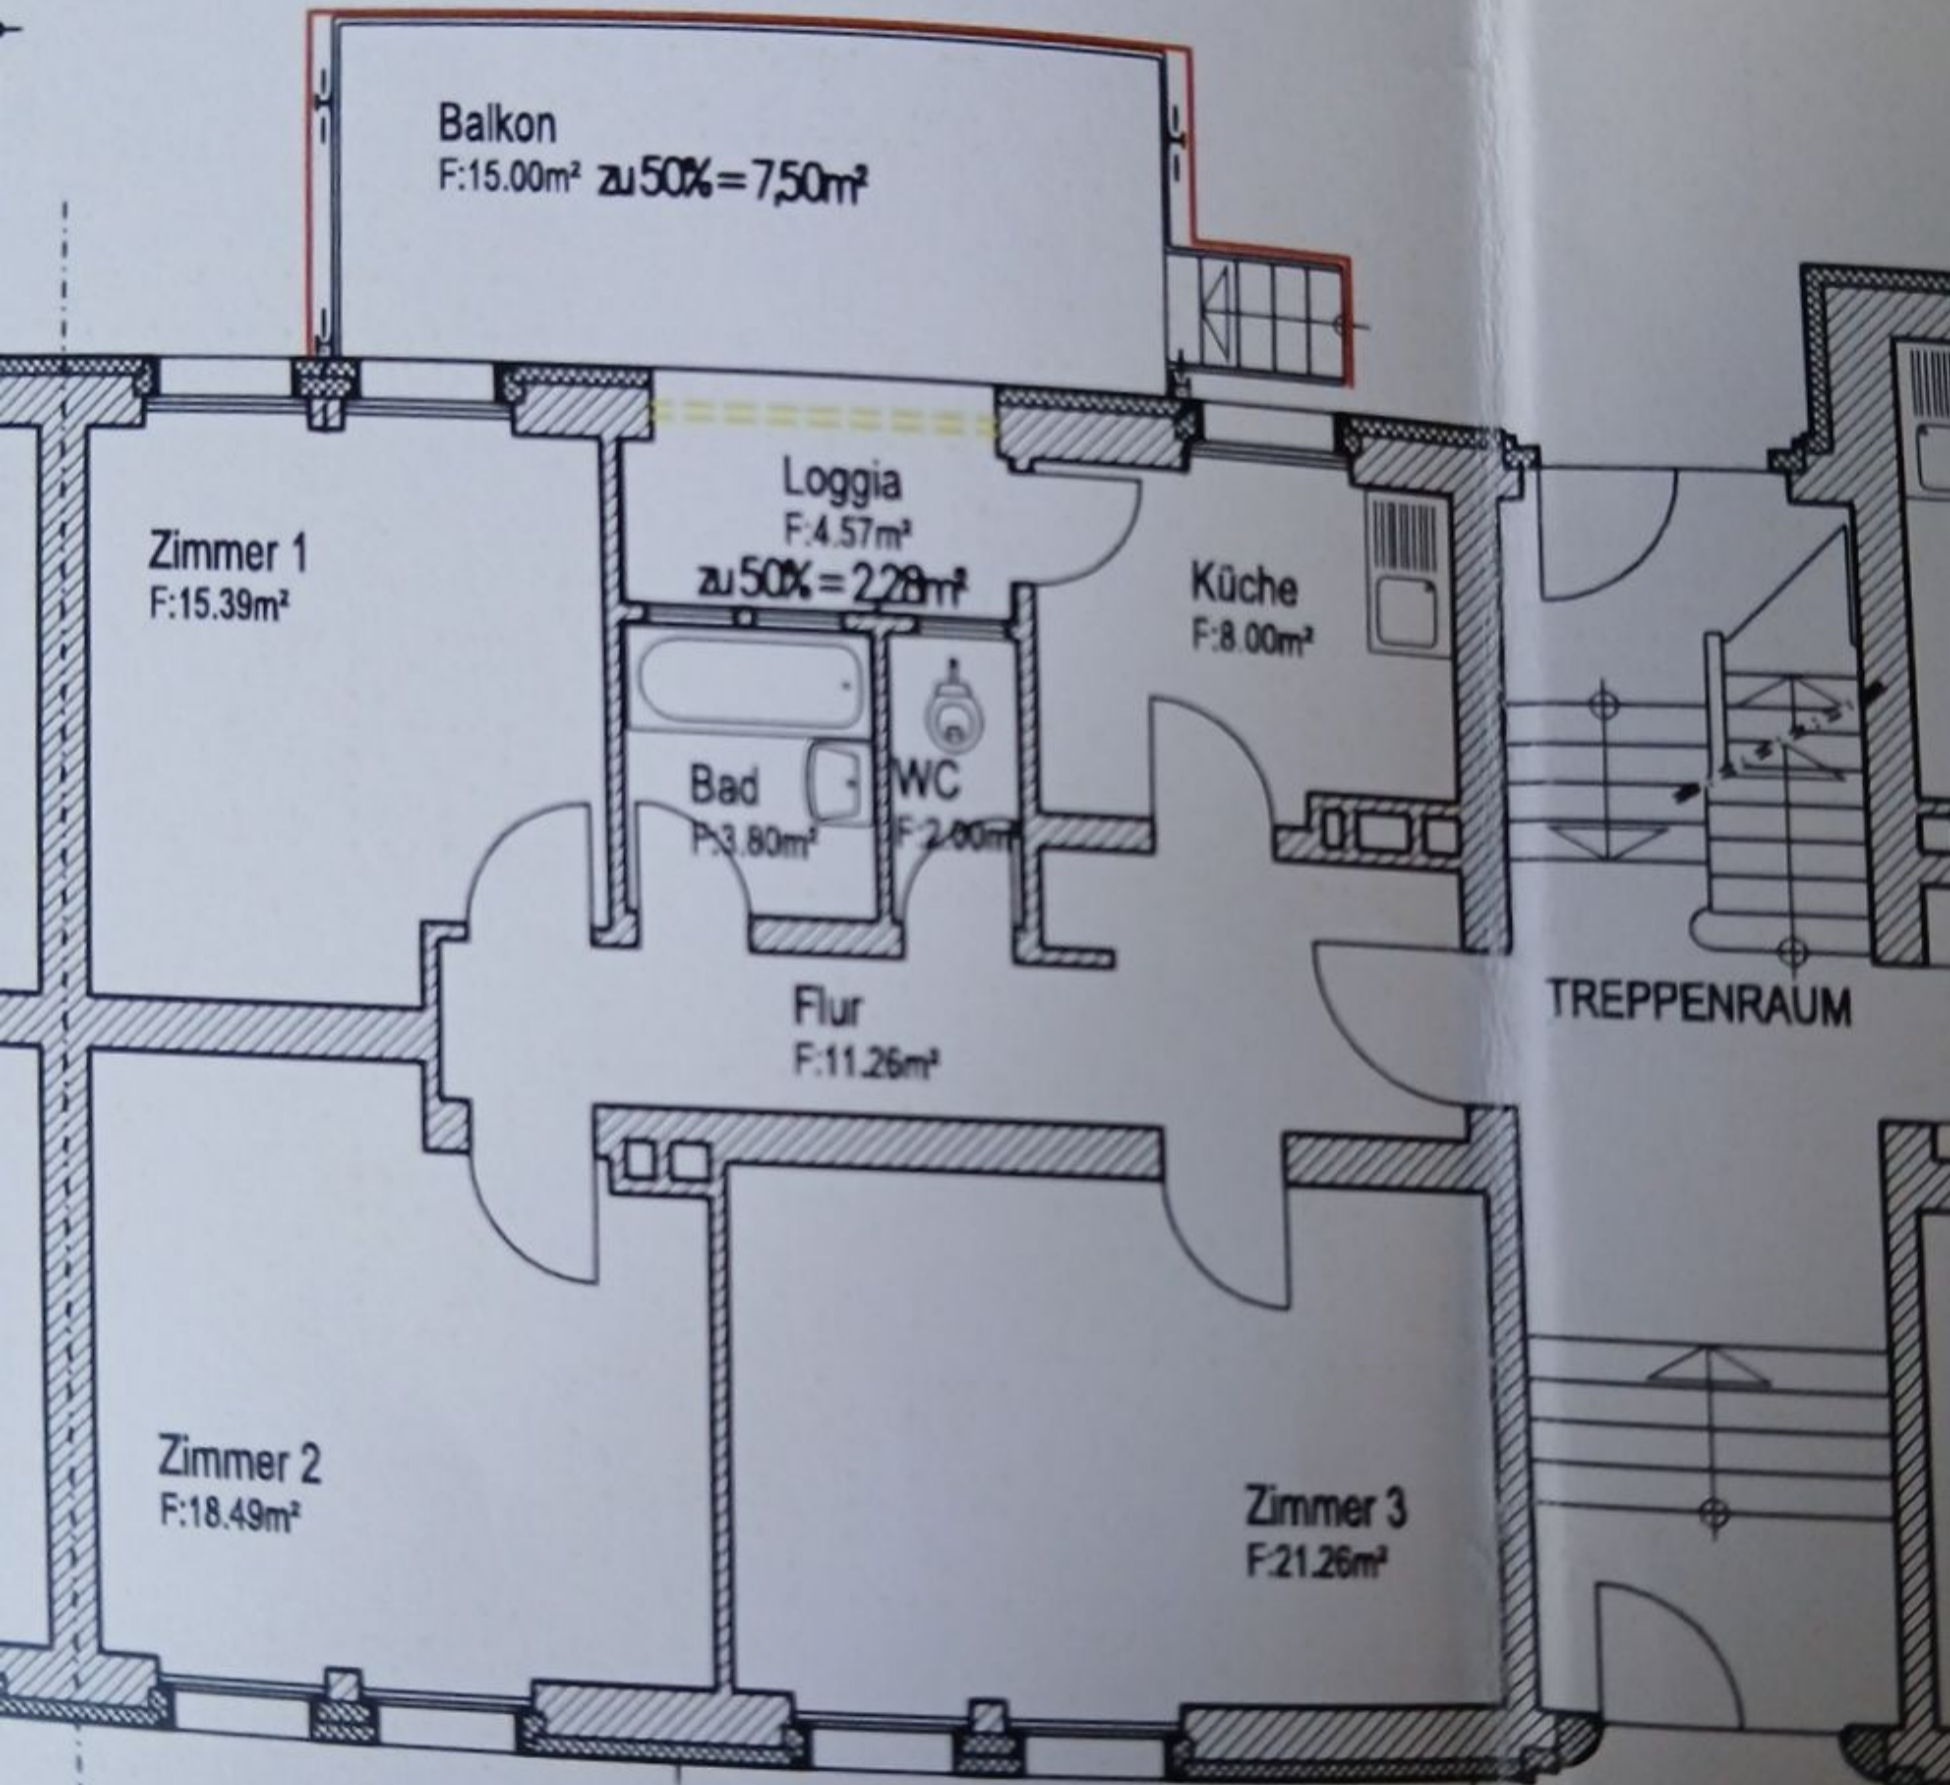 Balkon
F:15.00m² zu 50% = 7,50m²
Loggia
F:4.57m²
zu 50% = 2,28m²
Zimmer 1
F:15.39m²
Küche
F:8.00m²
Bad
F:3.80m²
WC
F:2.00m²
Flur
F:11.26m²
TREPPENRAUM
Zimmer 2
F:18.49m²
Zimmer 3
F:21.26m²